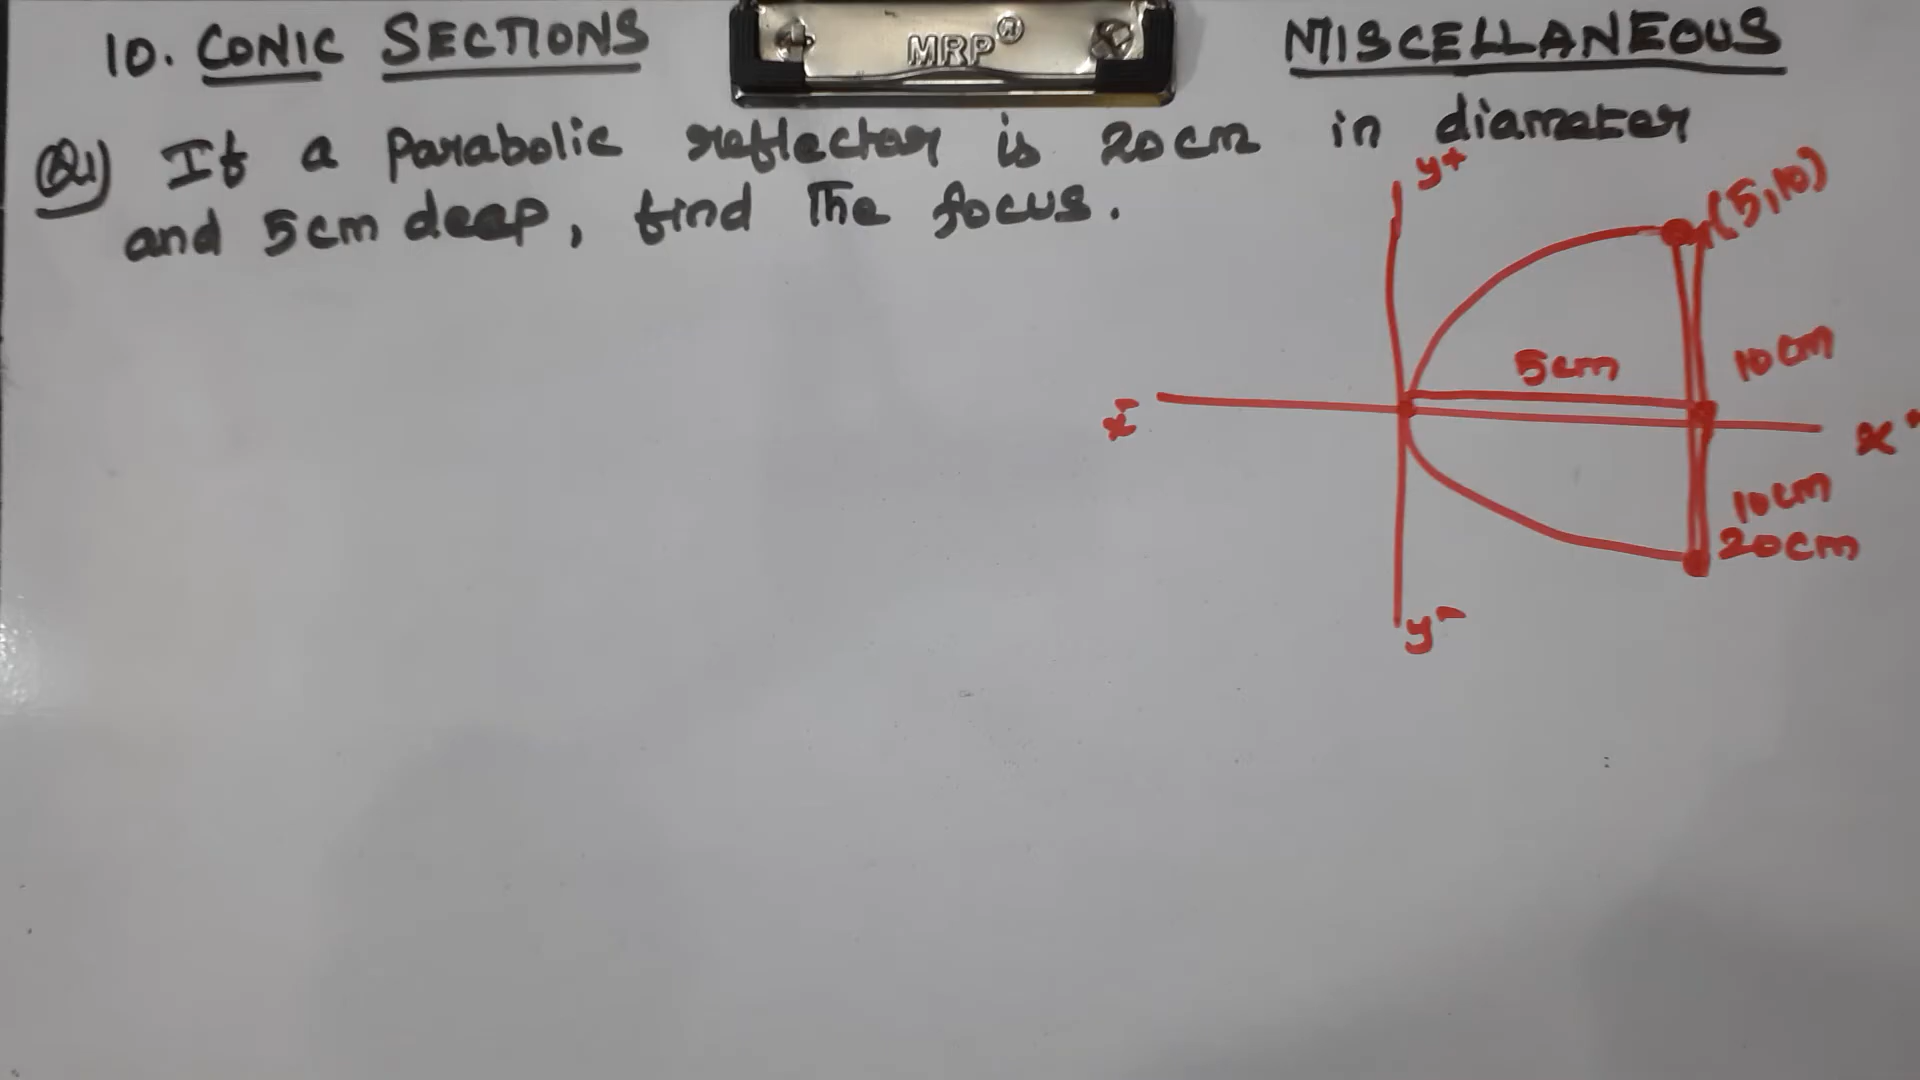 10. CONIC SECTIONS
MRP®
MISCELLANEOUS
Q1) If a parabolic reflector is 20cm in diameter
and 5cm deep, find the focus.
y+
(5,10)
5cm
10cm
x-
x+
10cm
20cm
y-